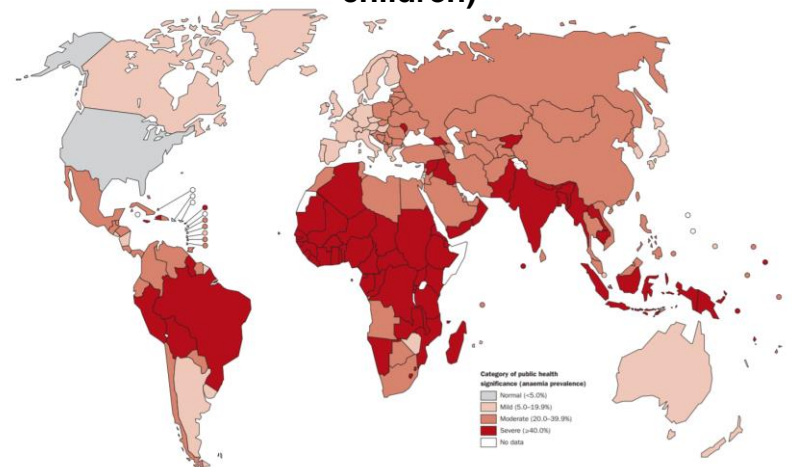 children)
Category of public health
significance (anaemia prevalence)
Normal (<5.0%)
Mild (5.0–19.9%)
Moderate (20.0–39.9%)
Severe (≥40.0%)
No data